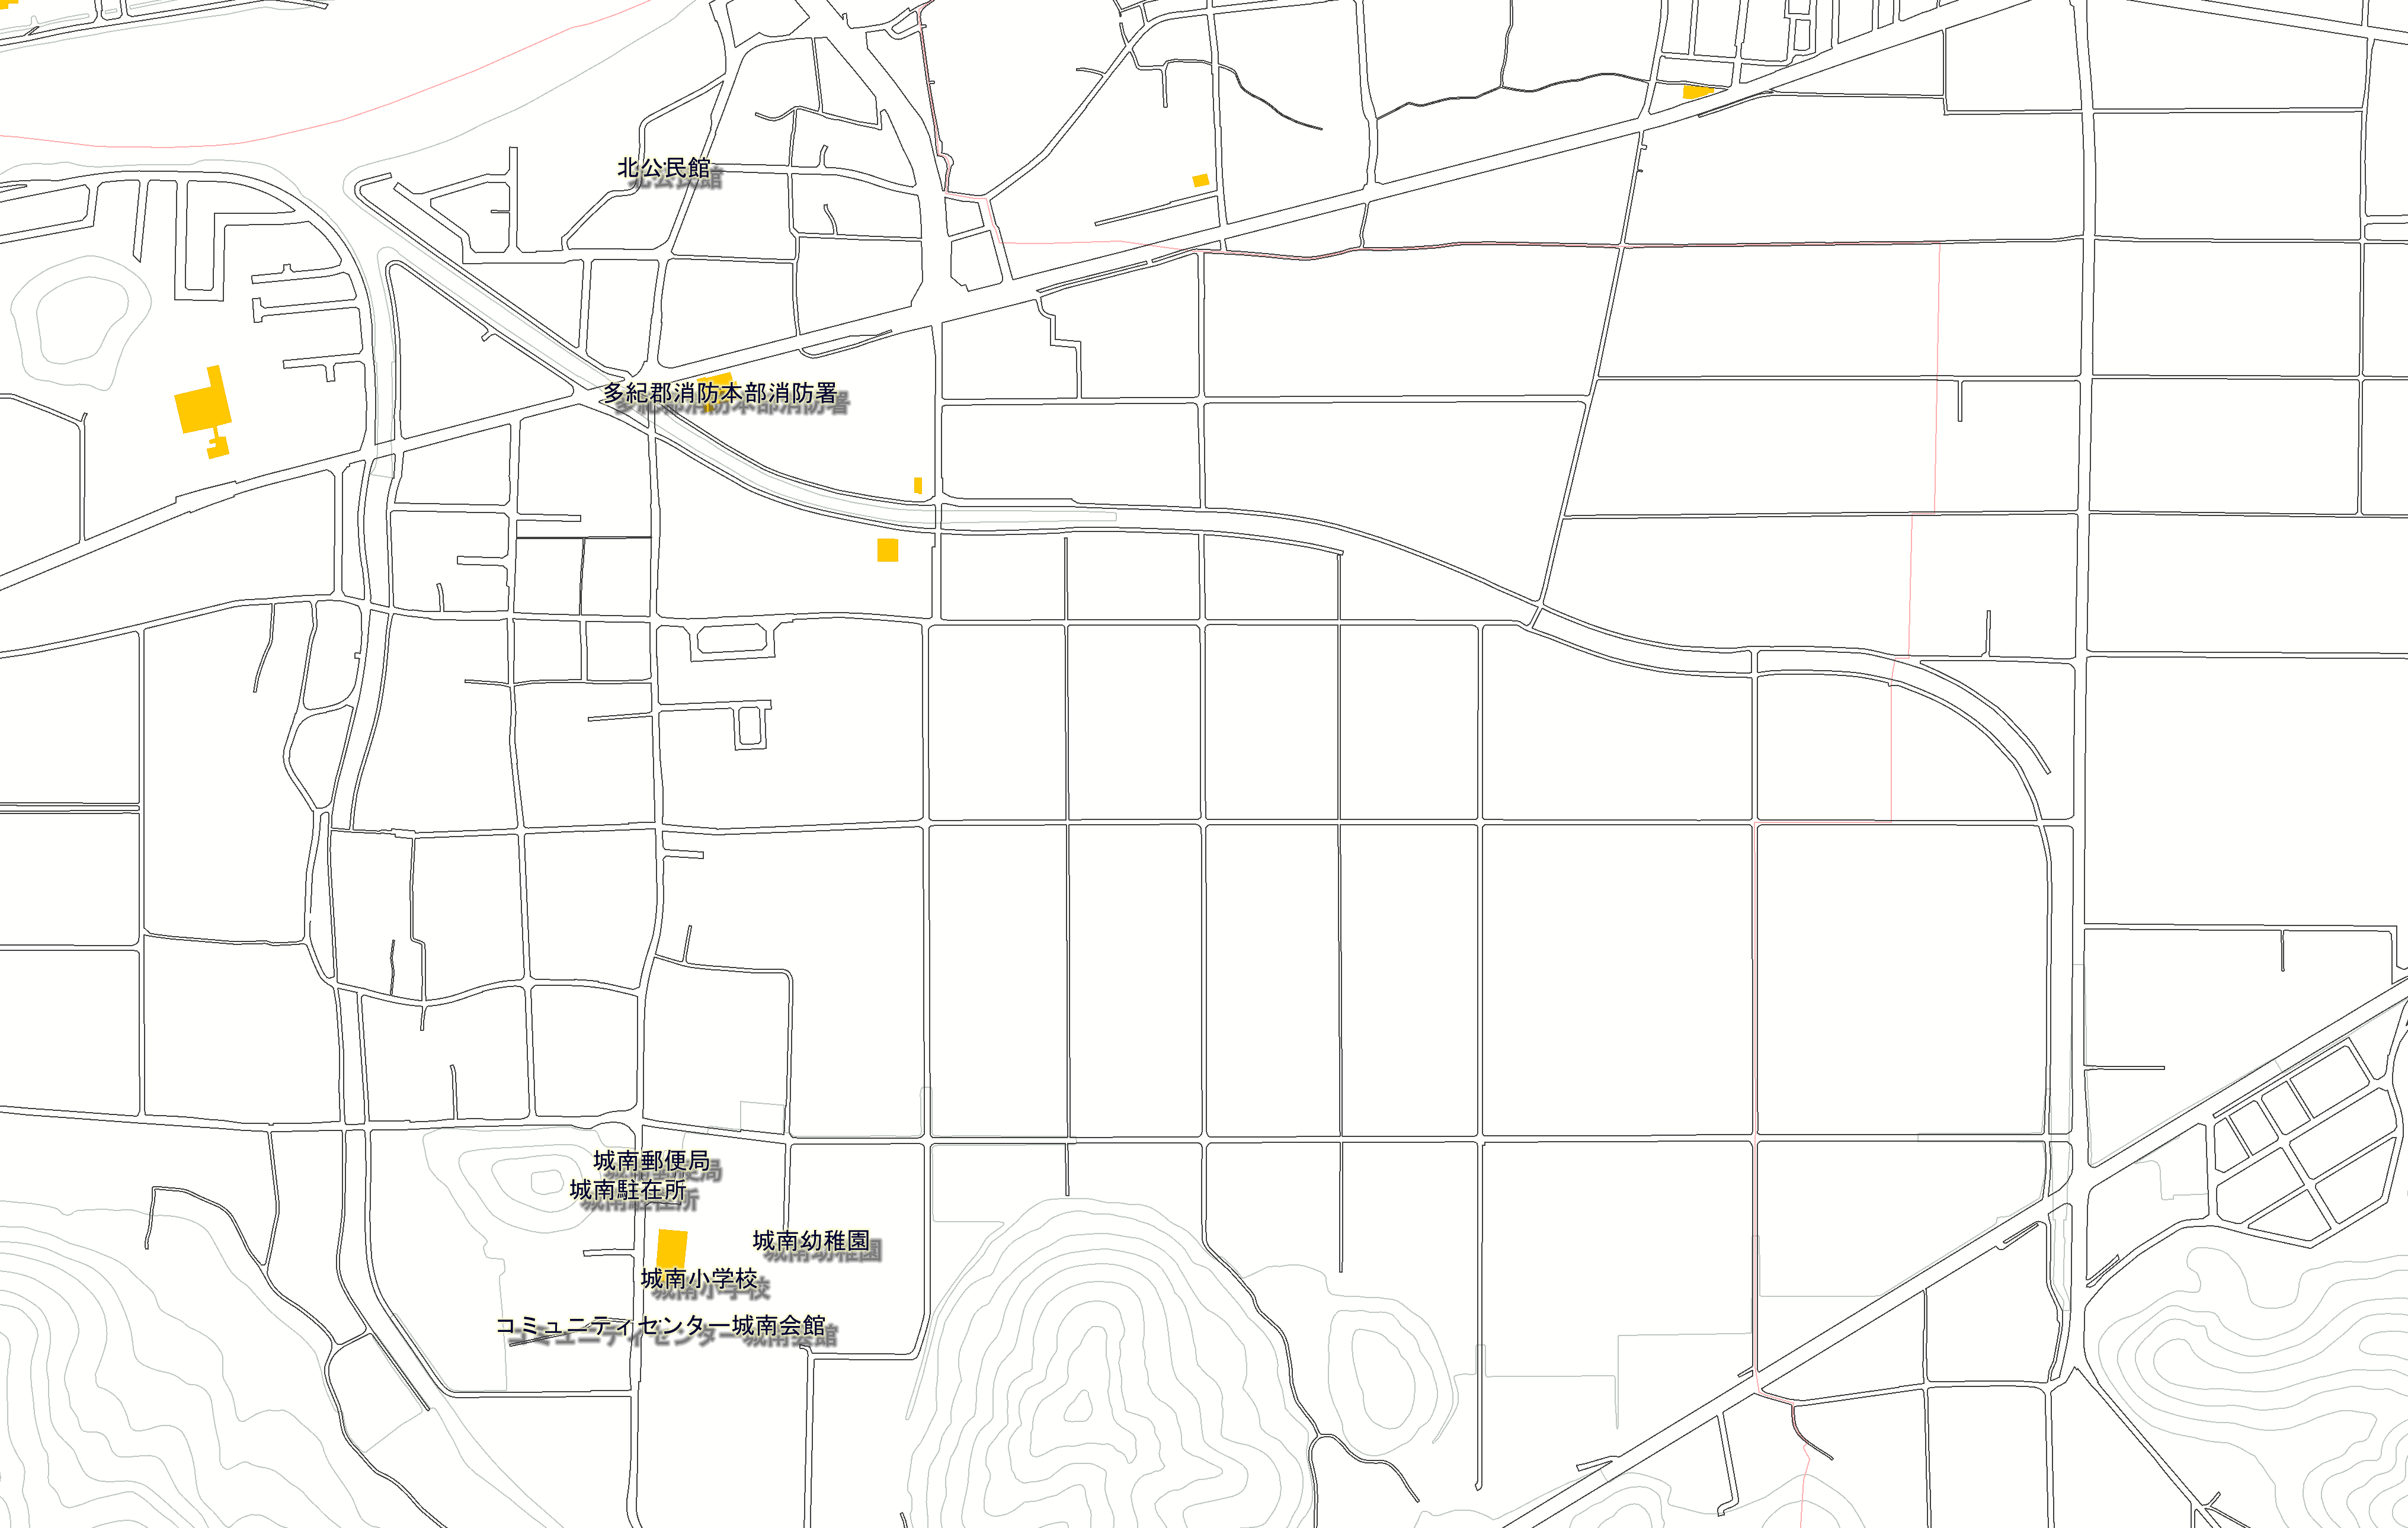 北公民館
多紀郡消防本部消防署
城南郵便局
城南駐在所
城南幼稚園
城南小学校
コミュニティセンター城南会館